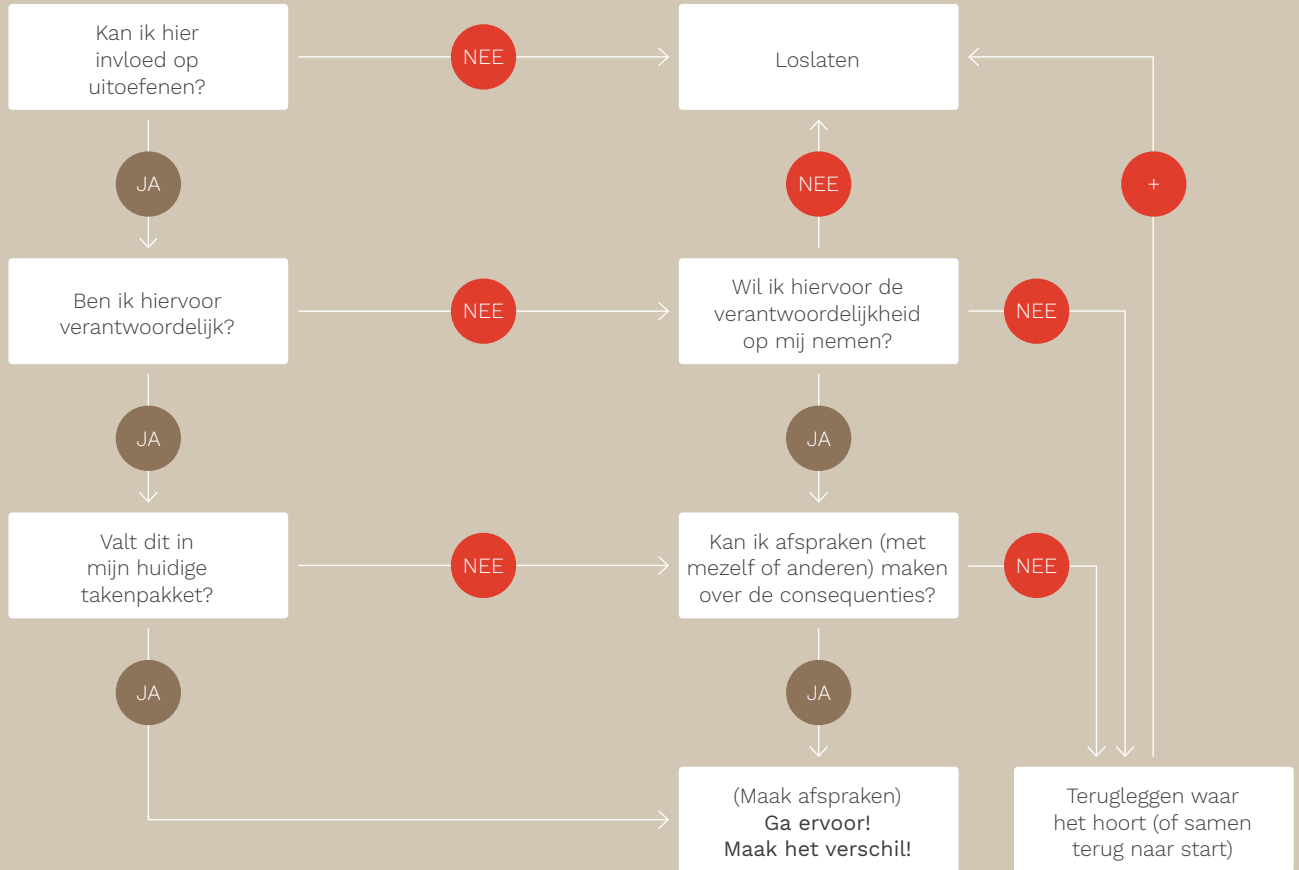 Kan ik hier
invloed op
uitoefenen?
NEE
Loslaten
JA
NEE
+
Ben ik hiervoor
verantwoordelijk?
NEE
Wil ik hiervoor de
verantwoordelijkheid
op mij nemen?
NEE
JA
JA
Valt dit in
mijn huidige
takenpakket?
NEE
Kan ik afspraken (met
mezelf of anderen) maken
over de consequenties?
NEE
JA
JA
(Maak afspraken)
Ga ervoor!
Maak het verschil!
Terugleggen waar
het hoort (of samen
terug naar start)